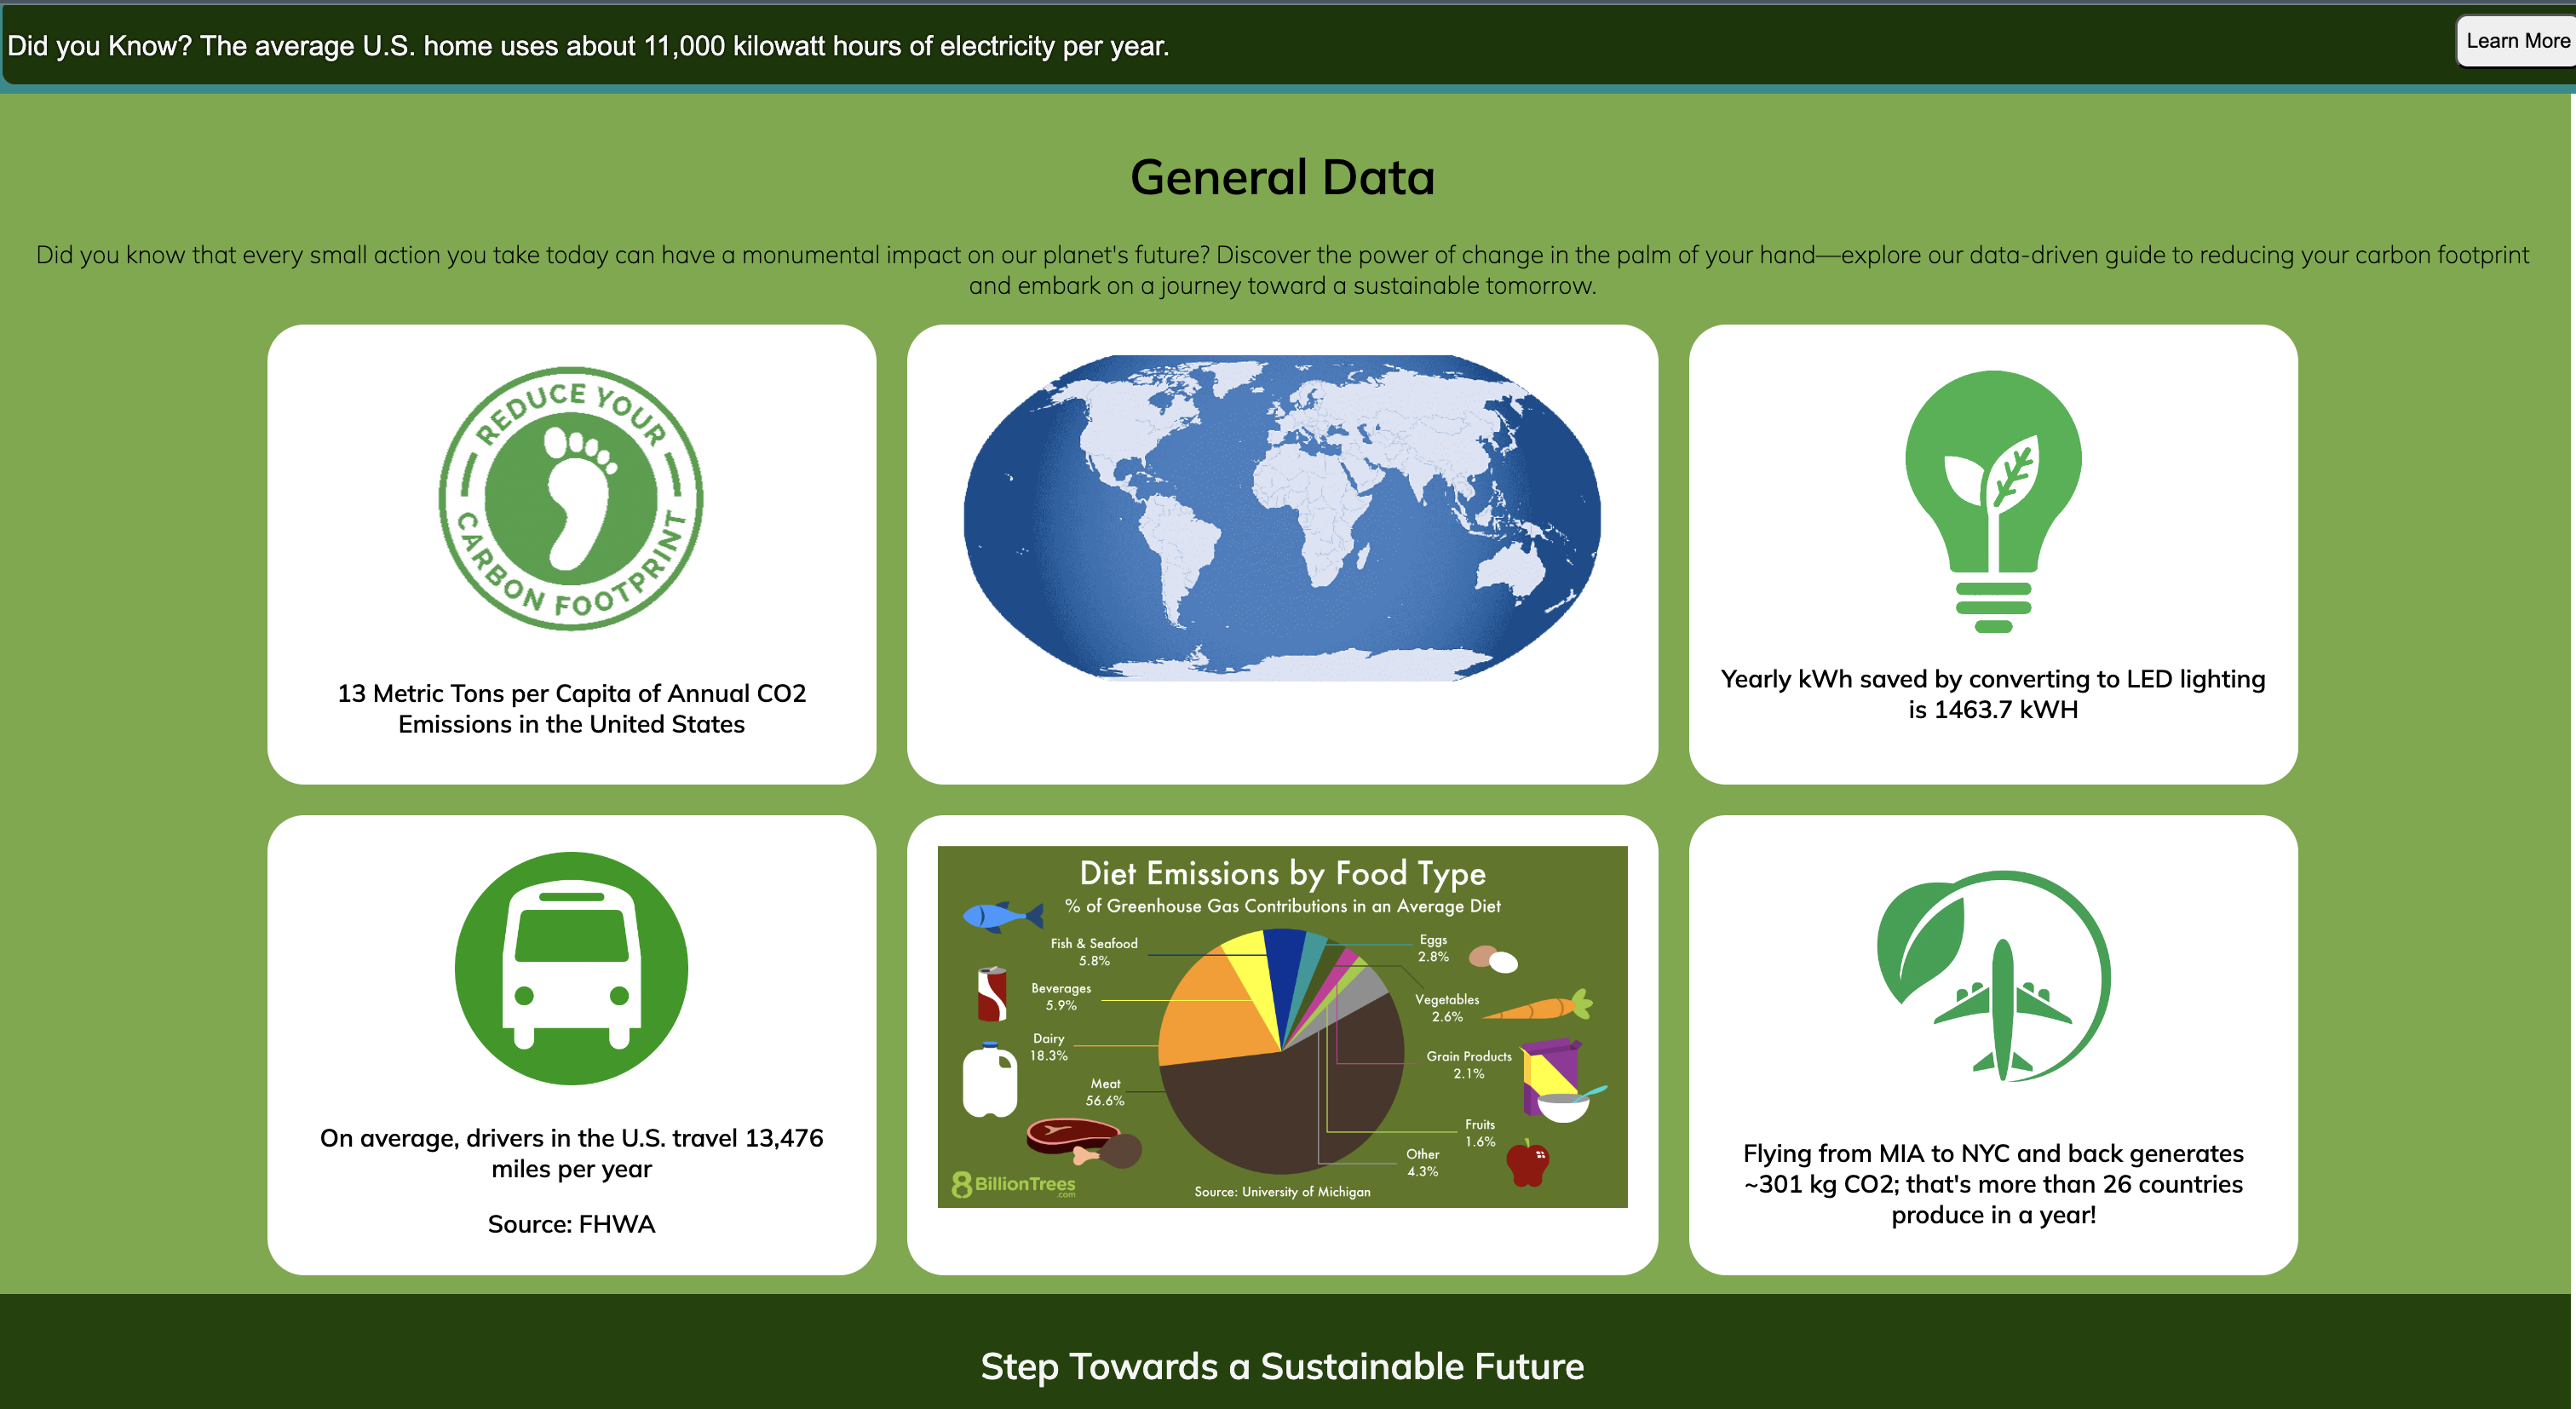 Did you Know? The average U.S. home uses about 11,000 kilowatt hours of electricity per year.
Learn More
General Data
Did you know that every small action you take today can have a monumental impact on our planet's future? Discover the power of change in the palm of your hand—explore our data-driven guide to reducing your carbon footprint
and embark on a journey toward a sustainable tomorrow.
REDUCE YOUR
CARBON FOOTPRINT
13 Metric Tons per Capita of Annual CO2
Emissions in the United States
Yearly kWh saved by converting to LED lighting
is 1463.7 kWH
On average, drivers in the U.S. travel 13,476
miles per year
Source: FHWA
Diet Emissions by Food Type
% of Greenhouse Gas Contributions in an Average Diet
Fish & Seafood
5.8%
Beverages
5.9%
Dairy
18.3%
Meat
56.6%
Eggs
2.8%
Vegetables
2.6%
Grain Products
2.1%
Fruits
1.6%
Other
4.3%
8BillionTrees
.com
Source: University of Michigan
Flying from MIA to NYC and back generates
~301 kg CO2; that's more than 26 countries
produce in a year!
Step Towards a Sustainable Future